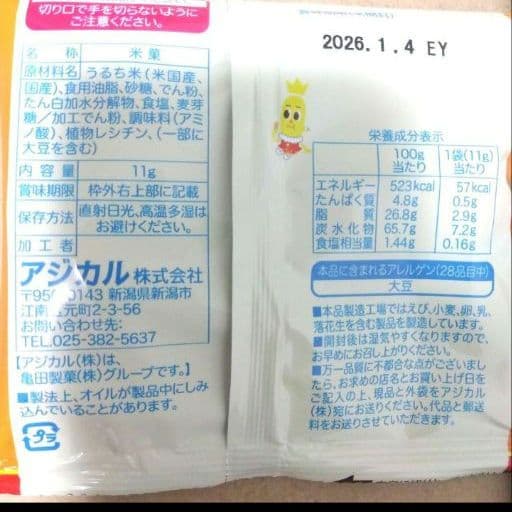 切り口で手を切らないように
ご注意ください。
名称 米菓
原材料名 うるち米(米国産、
国産)、食用油脂、砂糖、でん粉、
たん白加水分解物、食塩、麦芽
糖/加工でん粉、調味料(アミ
ノ酸)、植物レシチン、(一部に
大豆を含む)
内容量 11g
賞味期限 枠外右上部に記載
保存方法 直射日光、高温多湿は
お避けください。
加工者
アジカル株式会社
〒950-0143 新潟県新潟市
江南区元町2-3-56
お問い合わせ先:
TEL.025-382-5637
【アジカル(株)は、
亀田製菓(株)グループです。】
■製法上、オイルが製品中にしみ
込んでいることがあります。
プラ
2026.1.4 EY
栄養成分表示
100g当たり 1袋(11g)当たり
エネルギー 523kcal 57kcal
たんぱく質 4.8g 0.5g
脂質 26.8g 2.9g
炭水化物 65.7g 7.2g
食塩相当量 1.44g 0.16g
本品に含まれるアレルゲン(28品目中)
大豆
■本品製造工場ではえび、小麦、卵、乳、
落花生を含む製品を製造しています。
■開封後は湿気やすくなりますので、
お早めにお召し上がりください。
■万一品質に不都合な点がございまし
たら、お求めの店名とお買い上げ日を
ご記入の上、現品と外袋をアジカル
(株)宛にお送りください。代品と郵送
料をお送りさせていただきます。